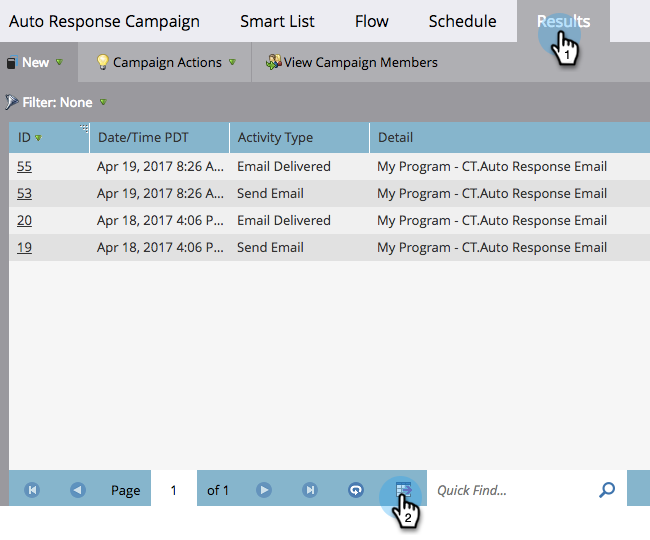 Auto Response Campaign Smart List Flow Schedule Results
1
New Campaign Actions View Campaign Members
Filter: None
ID Date/Time PDT Activity Type Detail
55 Apr 19, 2017 8:26 A... Email Delivered My Program - CT.Auto Response Email
53 Apr 19, 2017 8:26 A... Send Email My Program - CT.Auto Response Email
20 Apr 18, 2017 4:06 P... Email Delivered My Program - CT.Auto Response Email
19 Apr 18, 2017 4:06 P... Send Email My Program - CT.Auto Response Email
Page 1 of 1 Quick Find...
2